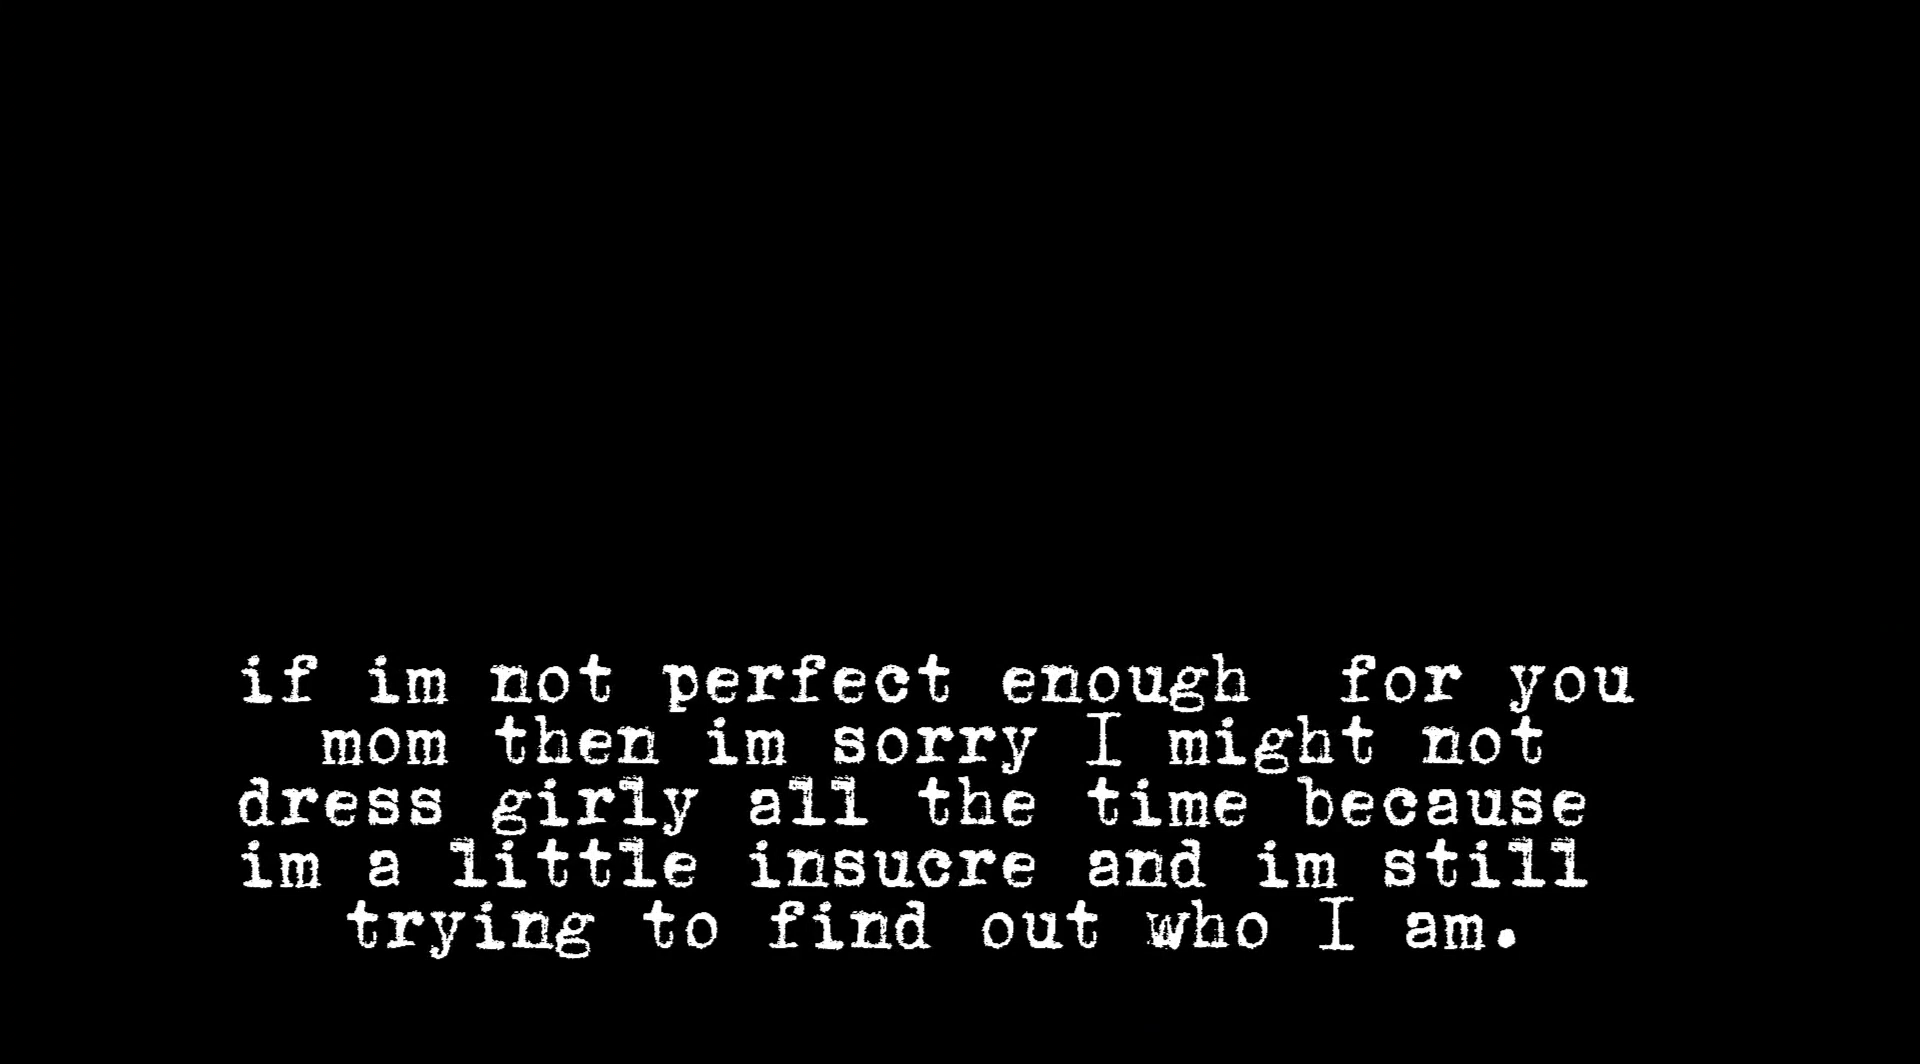 if im not perfect enough  for you
mom then im sorry I might not
dress girly all the time because
im a little insucre and im still
trying to find out who I am.